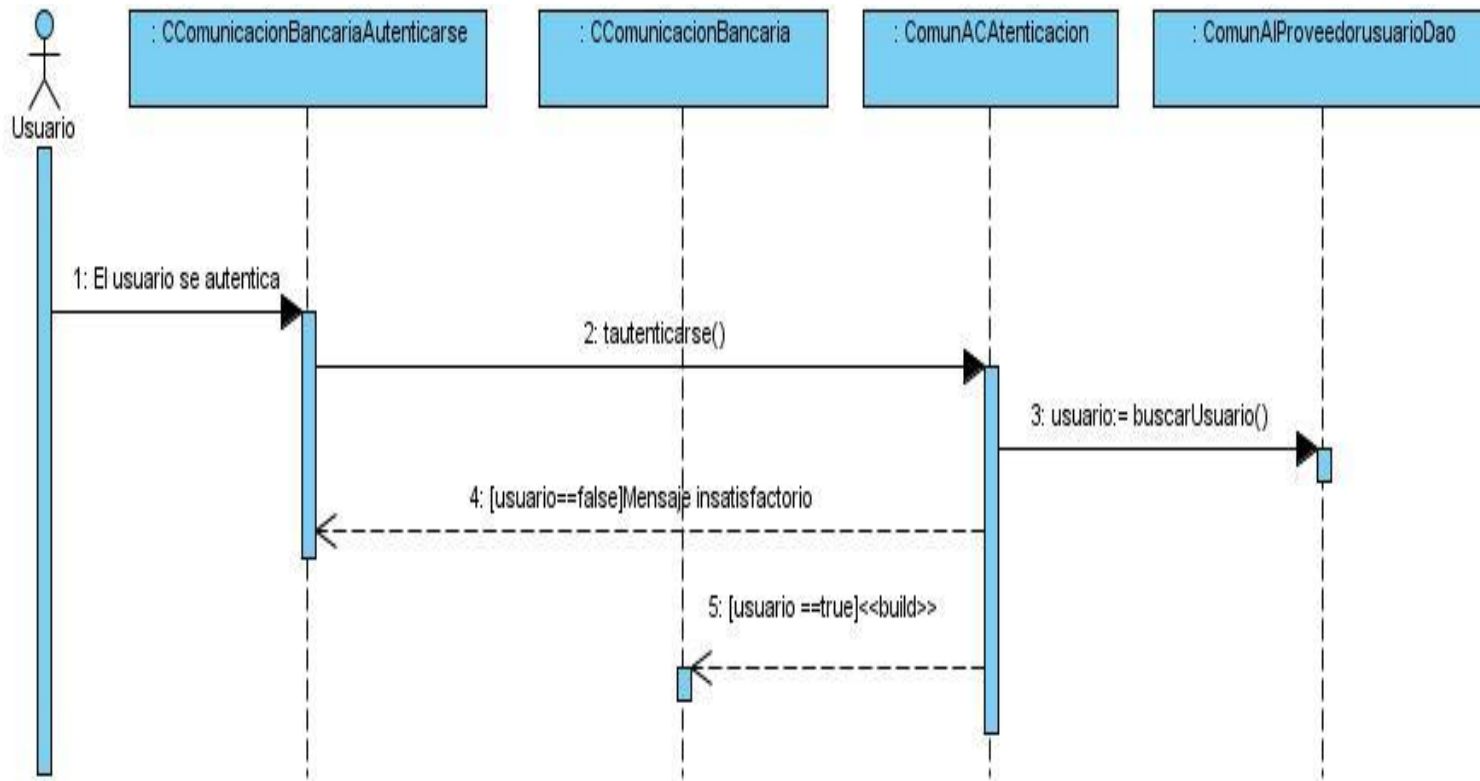 : CComunicacionBancariaAutenticarse
: CComunicacionBancaria
: ComunACAtenticacion
: ComunAIProveedorusuarioDao
Usuario
1: El usuario se autentica
2: tautenticarse()
3: usuario:= buscarUsuario()
4: [usuario==false]Mensaje insatisfactorio
5: [usuario ==true]<<build>>